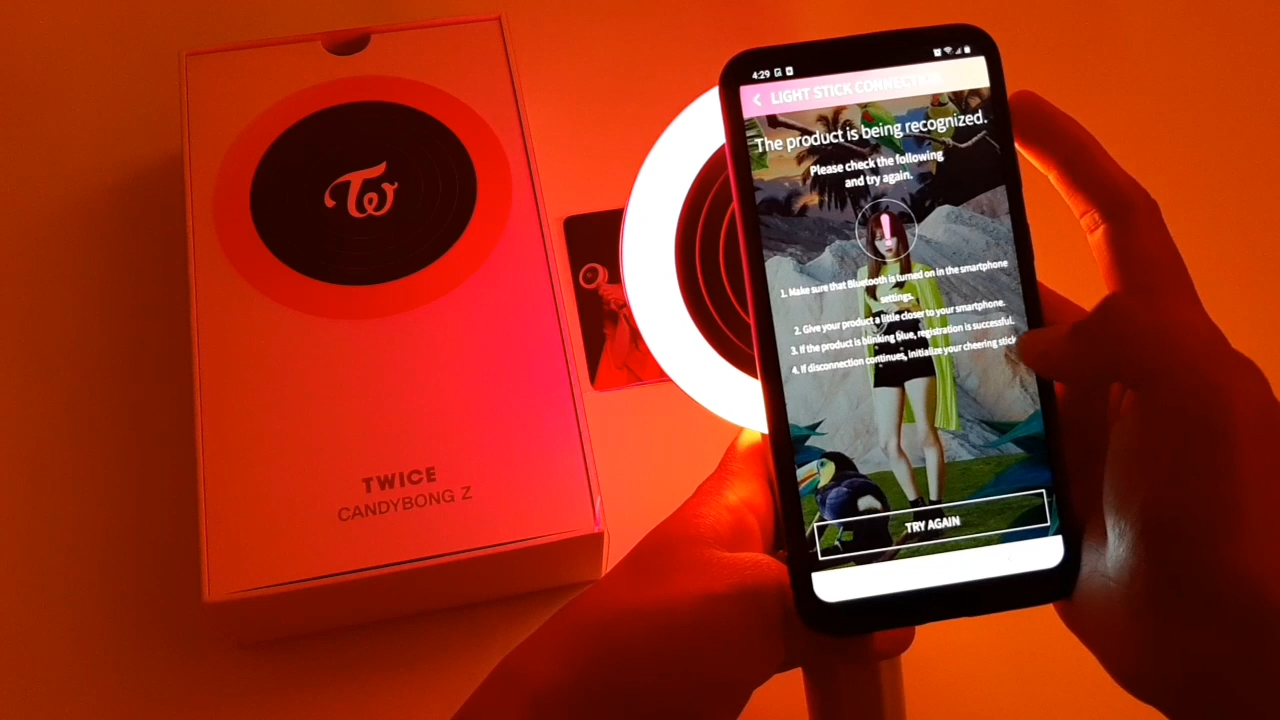 TW
TWICE
CANDYBONG Z
4:29
LIGHT STICK CONNECTION
The product is being recognized.
Please check the following
and try again.
!
1. Make sure that Bluetooth is turned on in the smartphone
settings.
2. Give your product a little closer to your smartphone.
3. If the product is blinking blue, registration is successful.
4. If disconnection continues, initialize your cheering stick
TRY AGAIN